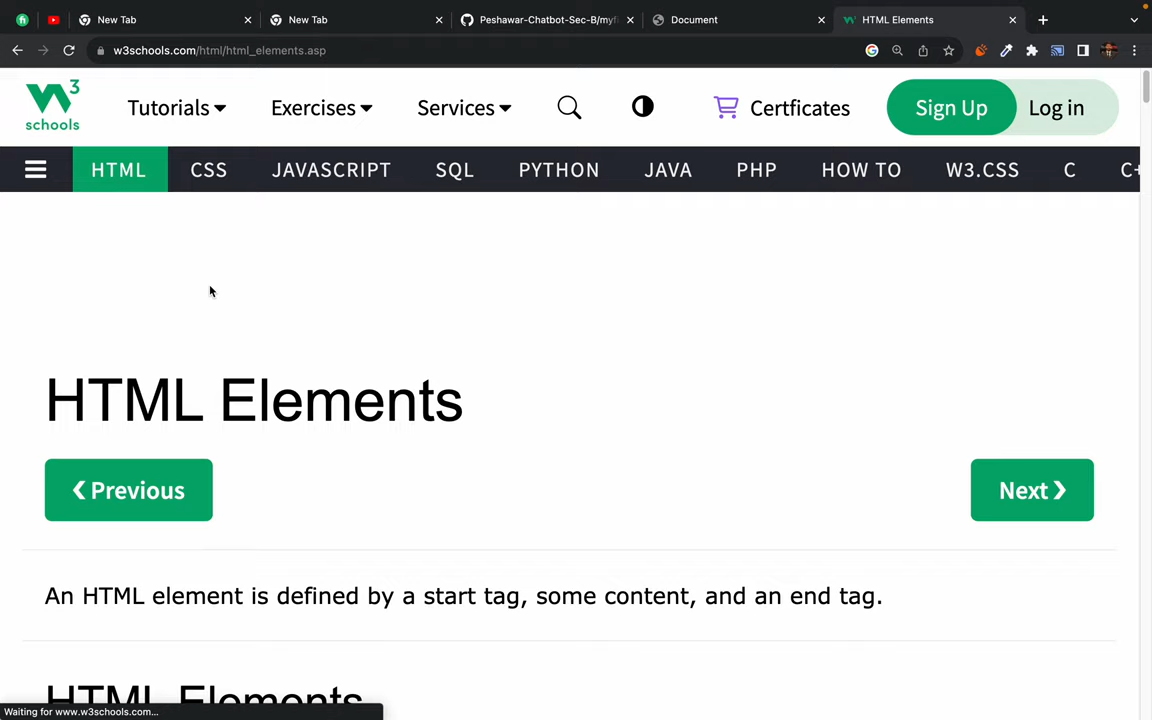 New Tab
New Tab
Peshawar-Chatbot-Sec-B/myfi
Document
HTML Elements
w3schools.com/html/html_elements.asp
W3
schools
Tutorials
Exercises
Services
Certficates
Sign Up
Log in
HTML
CSS
JAVASCRIPT
SQL
PYTHON
JAVA
PHP
HOW TO
W3.CSS
C
C+
HTML Elements
❮ Previous
Next ❯
An HTML element is defined by a start tag, some content, and an end tag.
HTML Elements
Waiting for www.w3schools.com...